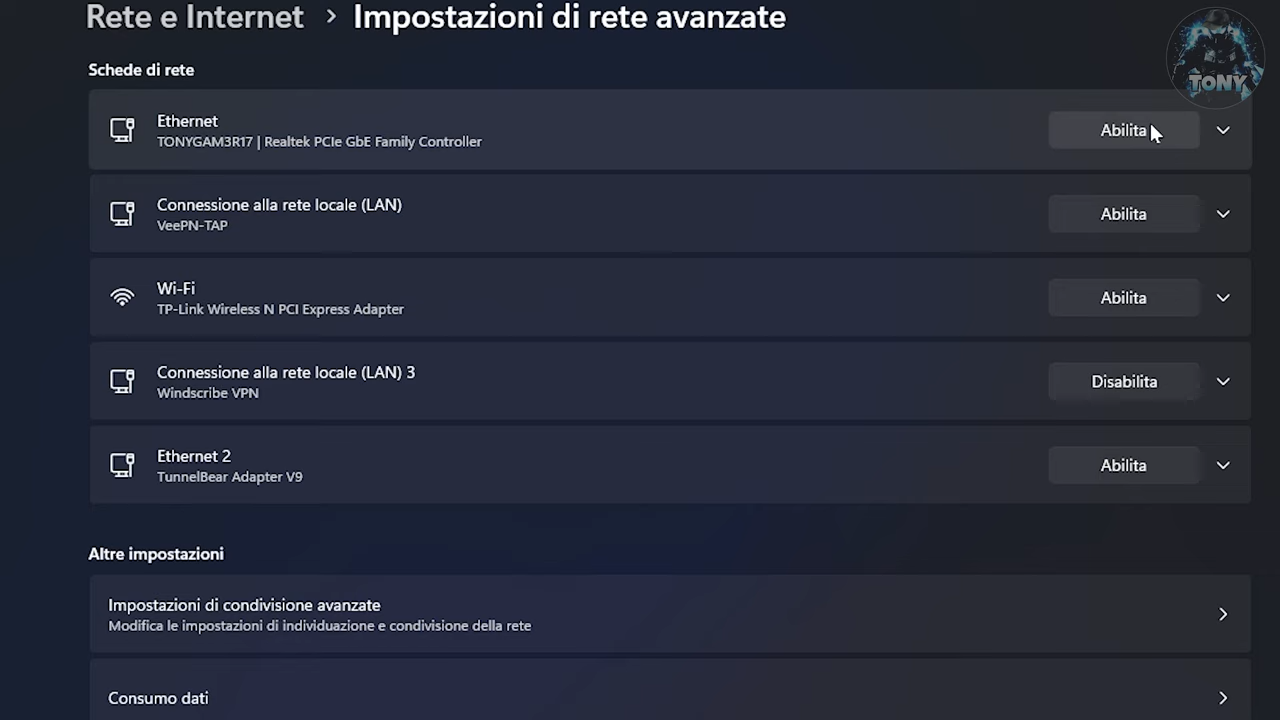 Rete e Internet > Impostazioni di rete avanzate
TONY
Schede di rete
Ethernet
TONYGAM3R17 | Realtek PCIe GbE Family Controller
Abilita
Connessione alla rete locale (LAN)
VeePN-TAP
Abilita
Wi-Fi
TP-Link Wireless N PCI Express Adapter
Abilita
Connessione alla rete locale (LAN) 3
Windscribe VPN
Disabilita
Ethernet 2
TunnelBear Adapter V9
Abilita
Altre impostazioni
Impostazioni di condivisione avanzate
Modifica le impostazioni di individuazione e condivisione della rete
Consumo dati